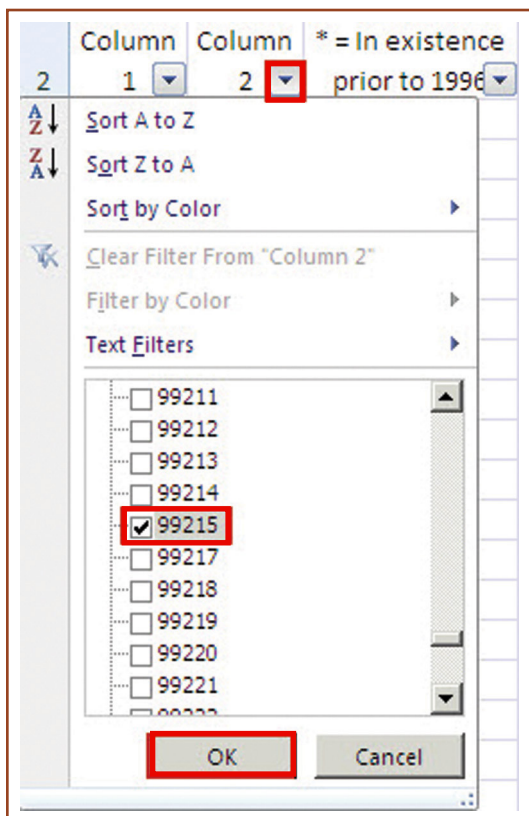 Column Column * = In existence
2 1 2 prior to 1996
Sort A to Z
Sort Z to A
Sort by Color
Clear Filter From "Column 2"
Filter by Color
Text Filters
99211
99212
99213
99214
99215
99217
99218
99219
99220
99221
OK Cancel